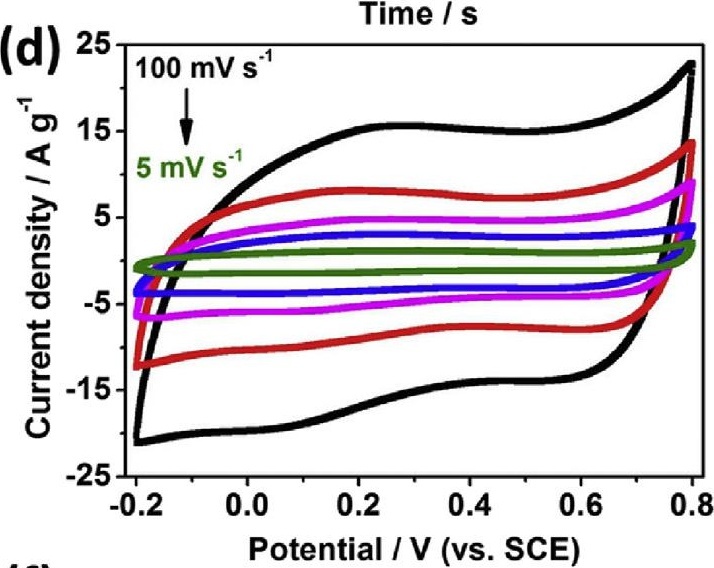 Time / s
(d)
25
15
5
-5
-15
-25
Current density / A g⁻¹
100 mV s⁻¹
5 mV s⁻¹
-0.2 0.0 0.2 0.4 0.6 0.8
Potential / V (vs. SCE)